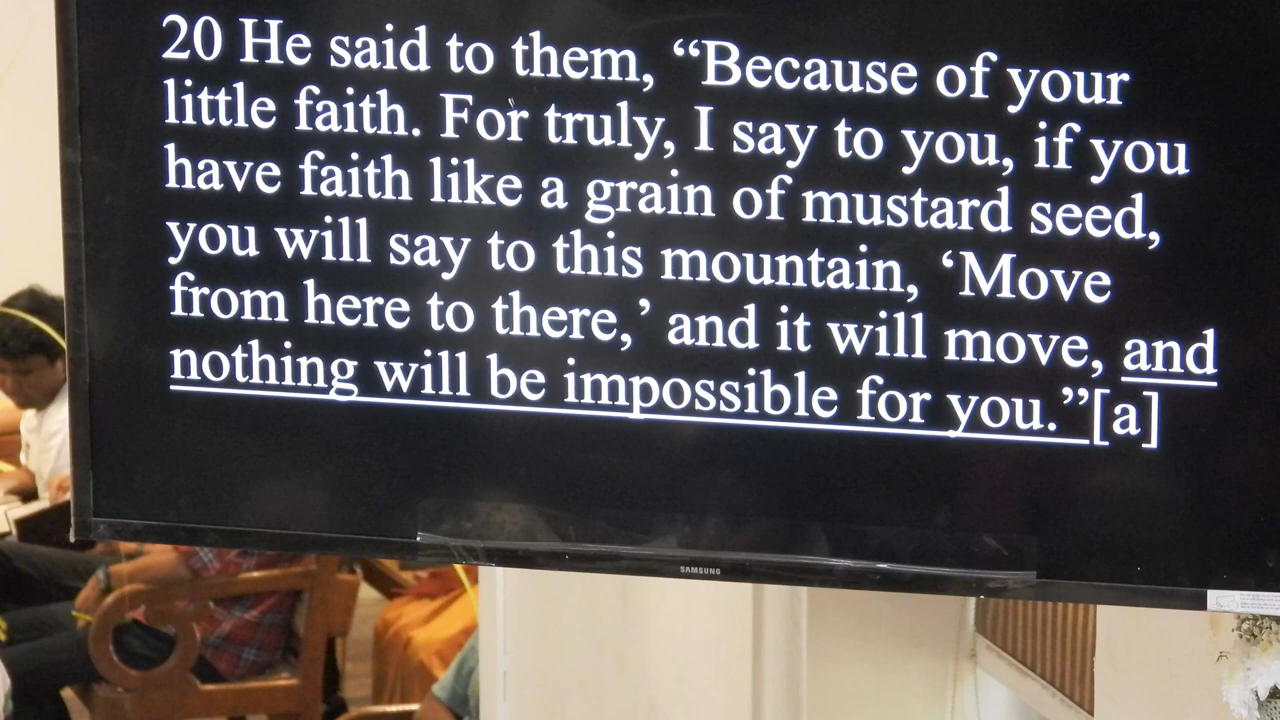 20 He said to them, “Because of your
little faith. For truly, I say to you, if you
have faith like a grain of mustard seed,
you will say to this mountain, ‘Move
from here to there,’ and it will move, and
nothing will be impossible for you.”[a]
SAMSUNG